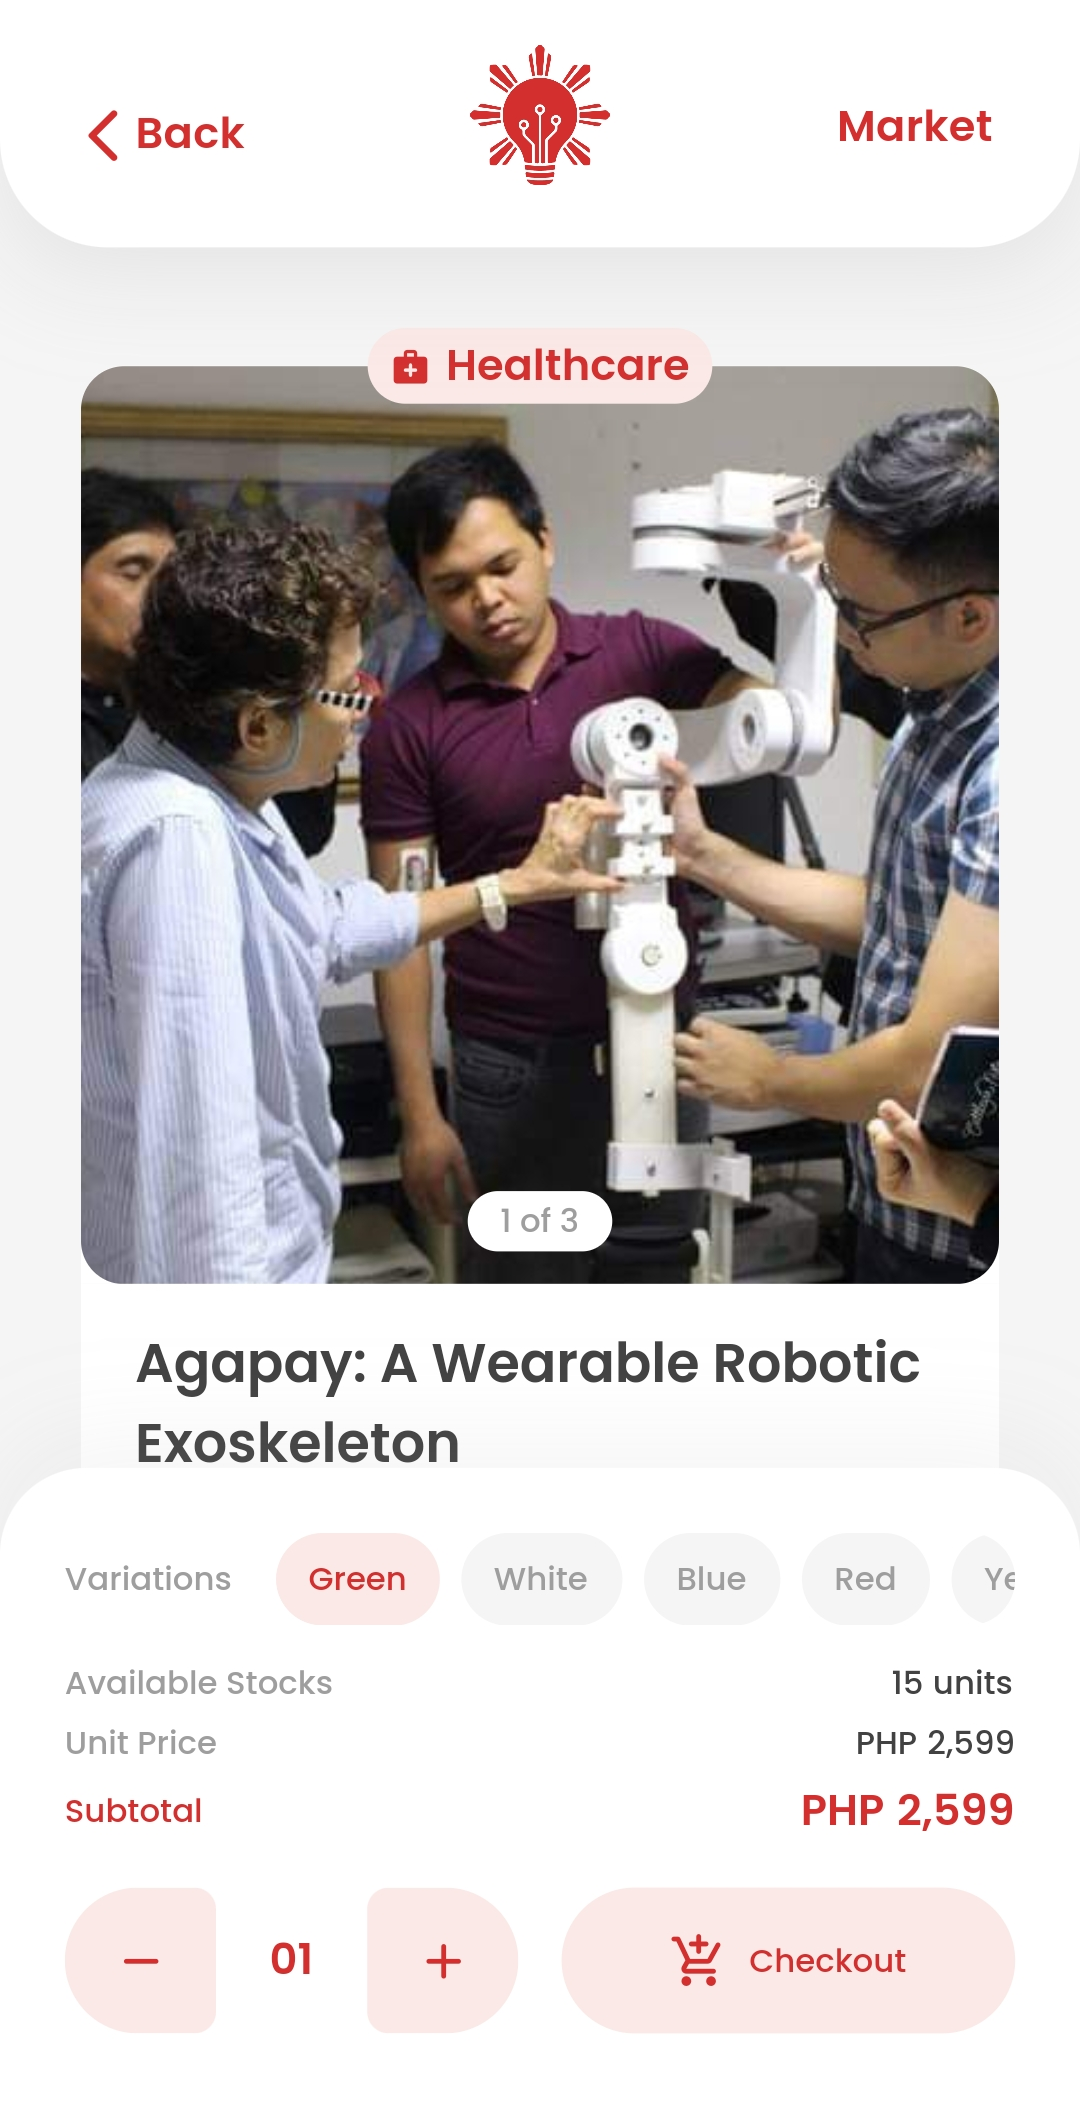 Back
Market
Healthcare
1 of 3
Agapay: A Wearable Robotic
Exoskeleton
Variations
Green
White
Blue
Red
Available Stocks
15 units
Unit Price
PHP 2,599
Subtotal
PHP 2,599
01
Checkout